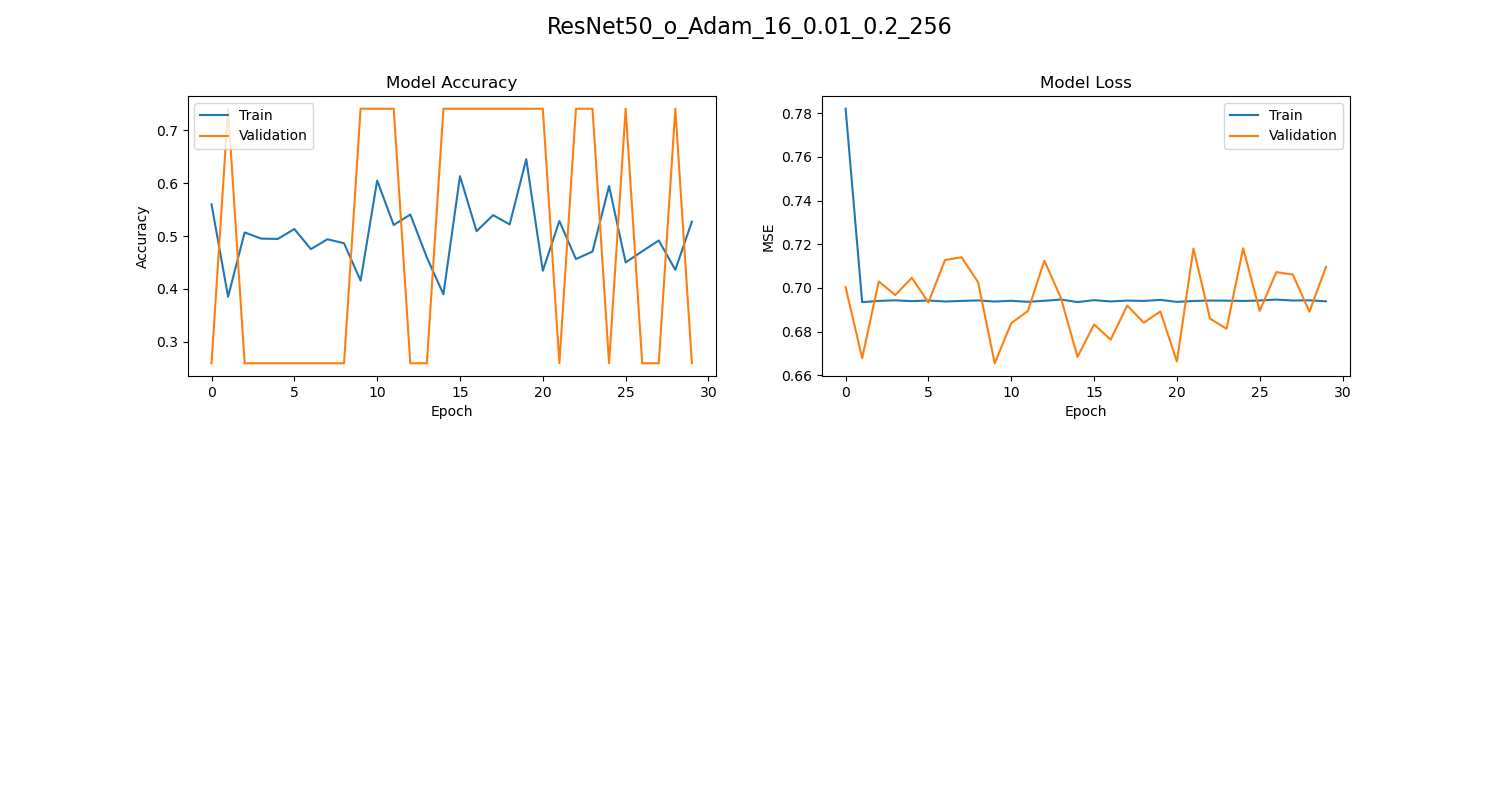 ResNet50_o_Adam_16_0.01_0.2_256
Model Accuracy
Train
Validation
Accuracy
0.7
0.6
0.5
0.4
0.3
0 5 10 15 20 25 30
Epoch
Model Loss
Train
Validation
MSE
0.78
0.76
0.74
0.72
0.70
0.68
0.66
0 5 10 15 20 25 30
Epoch